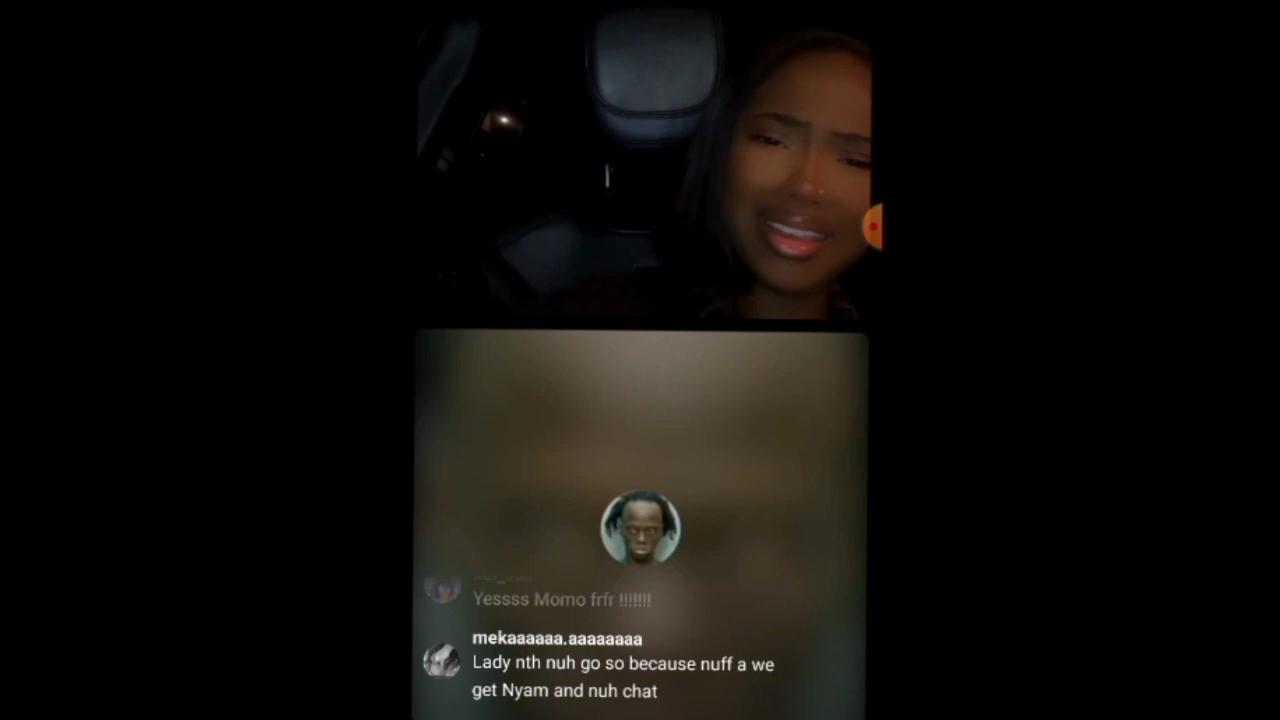 Yessss Momo frfr !!!!!!!
mekaaaaaa.aaaaaaaa
Lady nth nuh go so because nuff a we
get Nyam and nuh chat